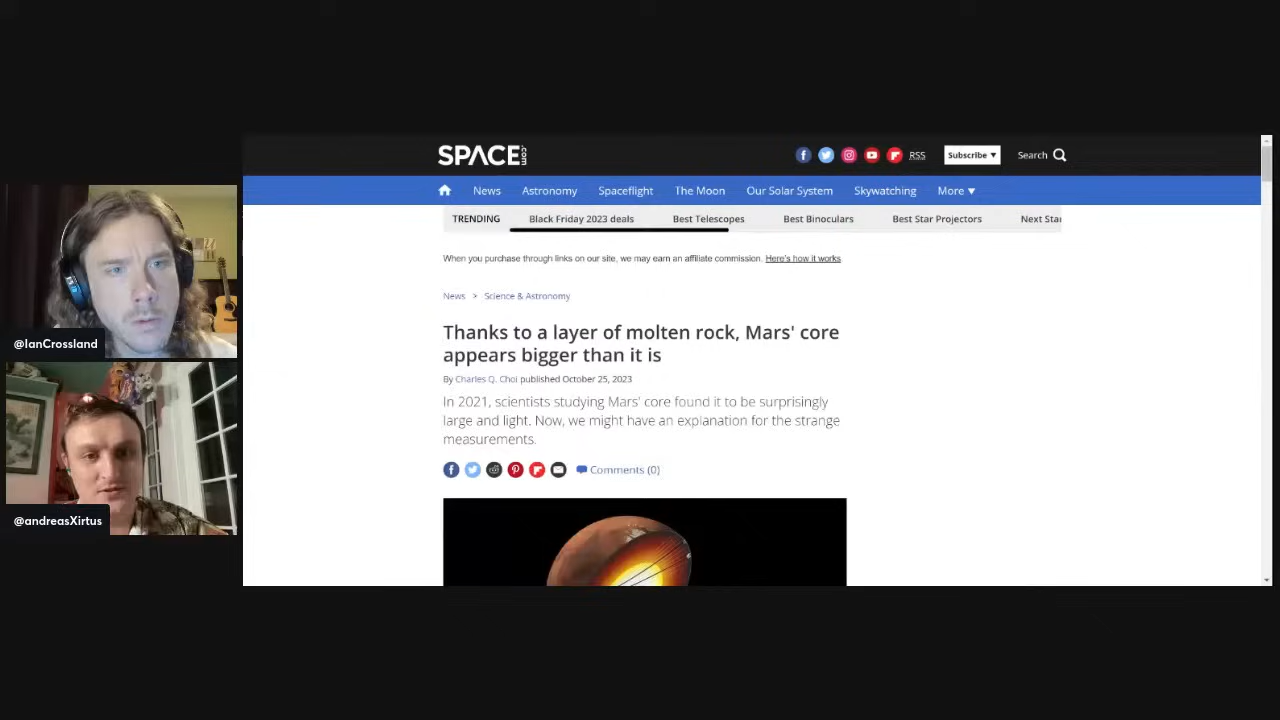 SPACE.com
RSS
Subscribe ▼
Search
News
Astronomy
Spaceflight
The Moon
Our Solar System
Skywatching
More ▼
TRENDING
Black Friday 2023 deals
Best Telescopes
Best Binoculars
Best Star Projectors
Next Star
When you purchase through links on our site, we may earn an affiliate commission. Here's how it works
News > Science & Astronomy
Thanks to a layer of molten rock, Mars' core
appears bigger than it is
By Charles Q. Choi published October 25, 2023
In 2021, scientists studying Mars' core found it to be surprisingly
large and light. Now, we might have an explanation for the strange
measurements.
Comments (0)
@IanCrossland
@andreasXirtus